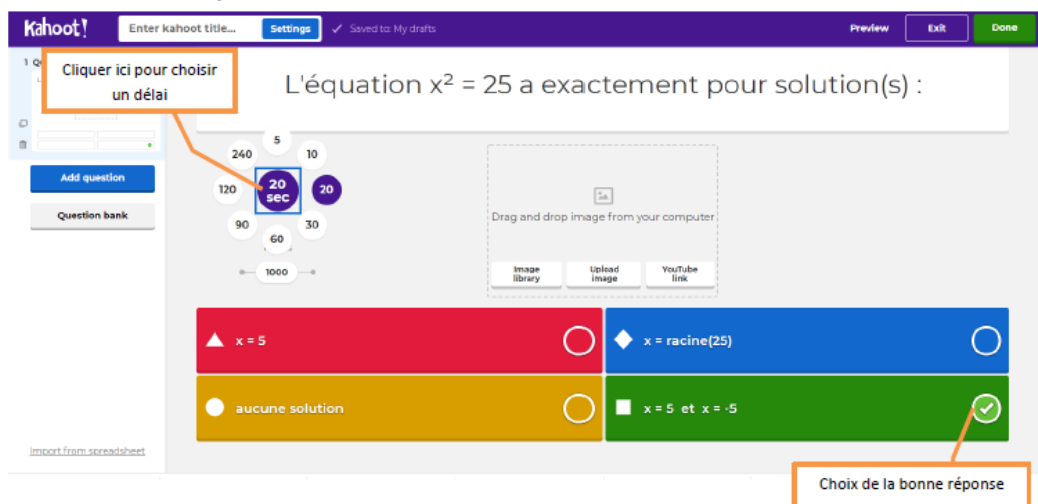 Kahoot!
Enter kahoot title...
Settings
✓ Saved to: My drafts
Preview
Exit
Done
1
Cliquer ici pour choisir
un délai
L'équation x² = 25 a exactement pour solution(s) :
Add question
Question bank
5
240
10
120
20
sec
20
90
30
60
1000
Drag and drop image from your computer
Image
library
Upload
image
YouTube
link
x = 5
x = racine(25)
aucune solution
x = 5 et x = -5
Import from spreadsheet
Choix de la bonne réponse